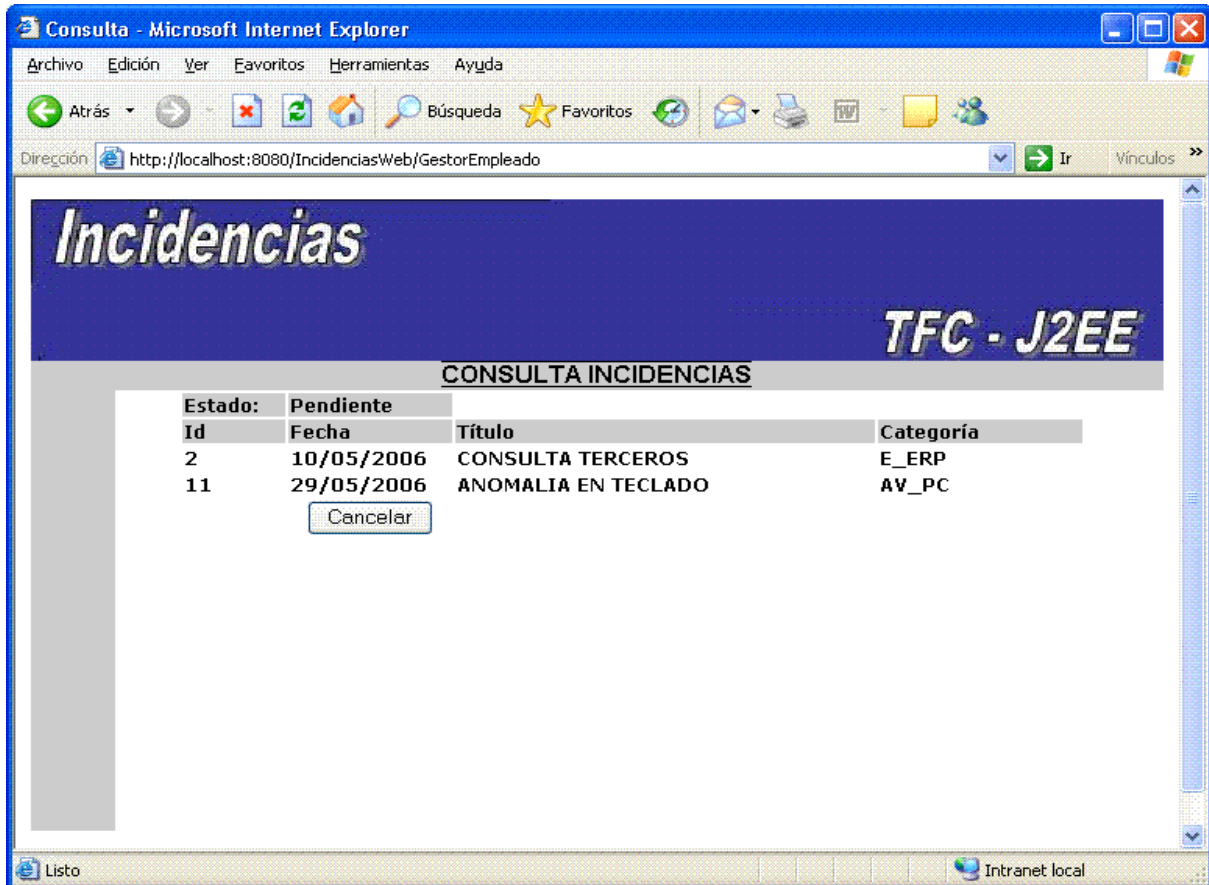 Consulta - Microsoft Internet Explorer
Archivo Edición Ver Favoritos Herramientas Ayuda
Atrás Búsqueda Favoritos
Dirección http://localhost:8080/IncidenciasWeb/GestorEmpleado Ir Vínculos »
Incidencias
TFC - J2EE
CONSULTA INCIDENCIAS
Estado: Pendiente
Id Fecha Título Categoría
2 10/05/2006 CONSULTA TERCEROS E_ERP
11 29/05/2006 ANOMALIA EN TECLADO AV_PC
Cancelar
Listo Intranet local